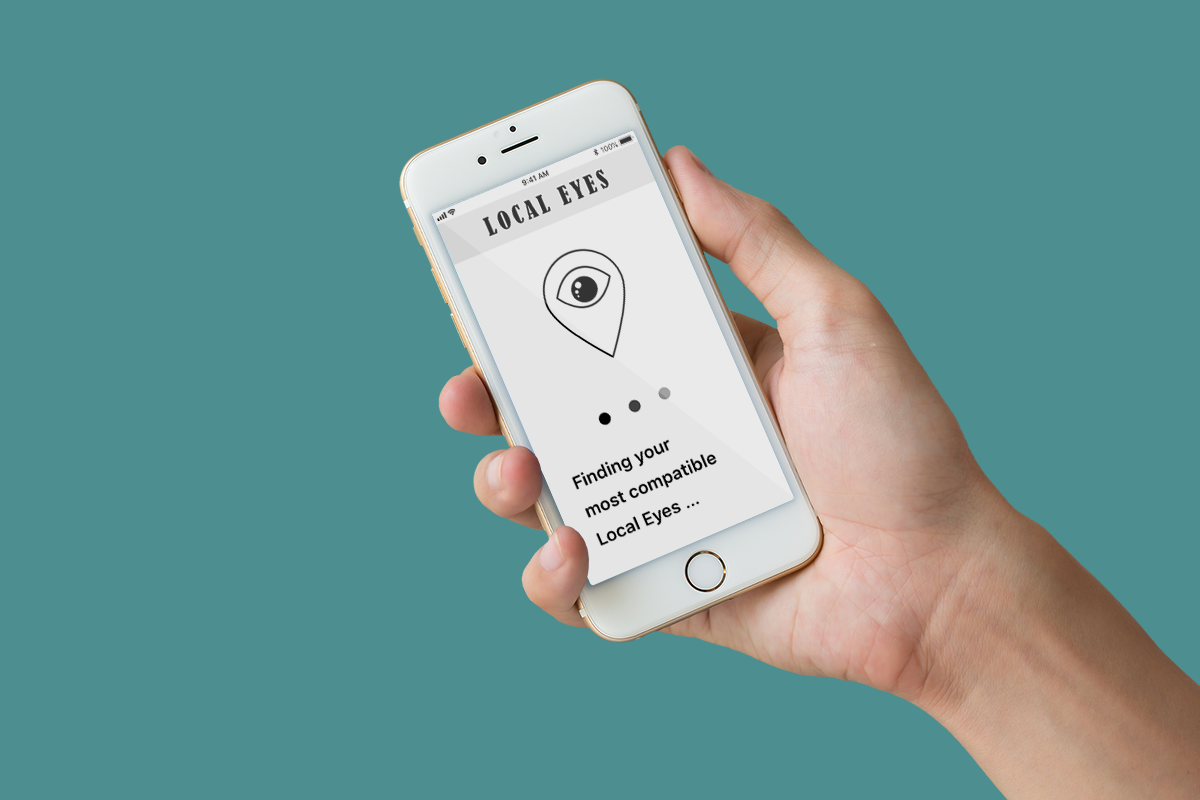 9:41 AM
100%
LOCAL EYES
Finding your
most compatible
Local Eyes ...